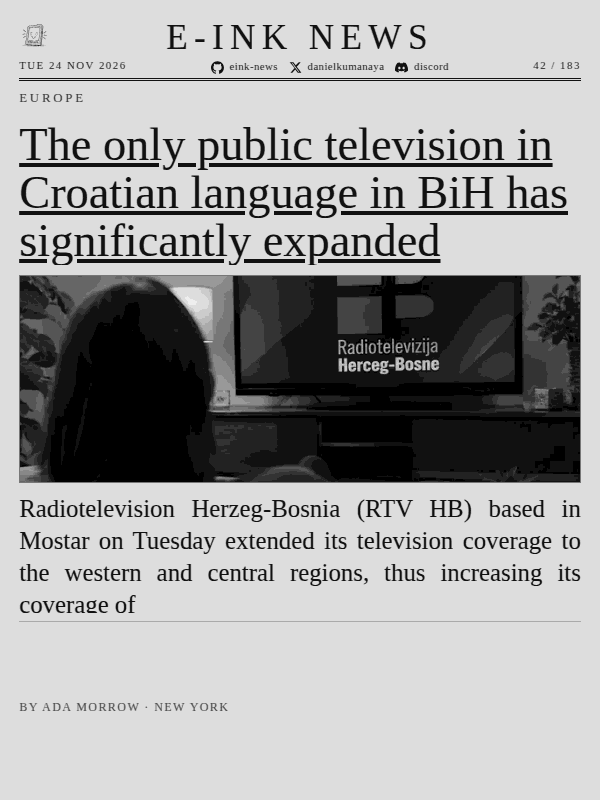 E-INK NEWS
TUE 24 NOV 2026
eink-news
danielkumanaya
discord
42 / 183
EUROPE
The only public television in
Croatian language in BiH has
significantly expanded
Radiotelevizija
Herceg-Bosne
Radiotelevision Herzeg-Bosnia (RTV HB) based in
Mostar on Tuesday extended its television coverage to
the western and central regions, thus increasing its
coverage of
BY ADA MORROW · NEW YORK